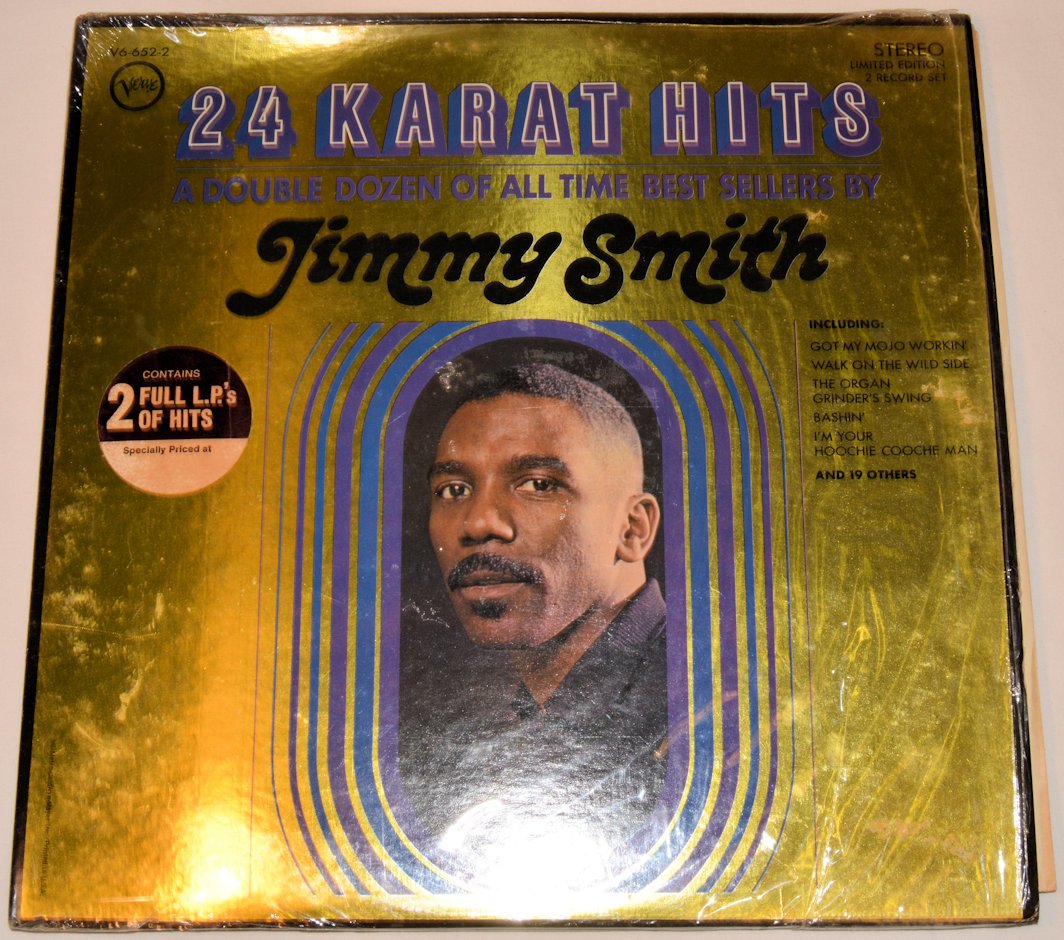 V6-652-2
Verve
STEREO
LIMITED EDITION
2 RECORD SET
24 KARAT HITS
A DOUBLE DOZEN OF ALL TIME BEST SELLERS BY
Jimmy Smith
INCLUDING:
GOT MY MOJO WORKIN'
WALK ON THE WILD SIDE
THE ORGAN
GRINDER'S SWING
BASHIN'
I'M YOUR
HOOCHIE COOCHE MAN
AND 19 OTHERS
CONTAINS
2 FULL L.P.'s
OF HITS
Specially Priced at